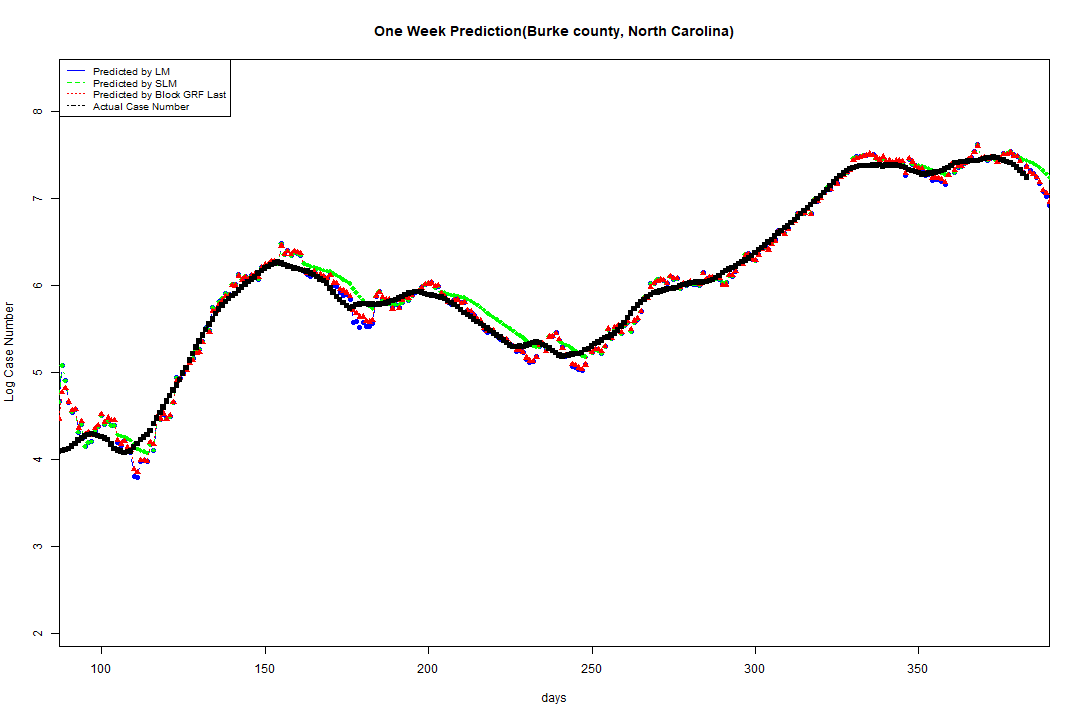 One Week Prediction(Burke county, North Carolina)
Predicted by LM
Predicted by SLM
Predicted by Block GRF Last
Actual Case Number
Log Case Number
8
7
6
5
4
3
2
100 150 200 250 300 350
days